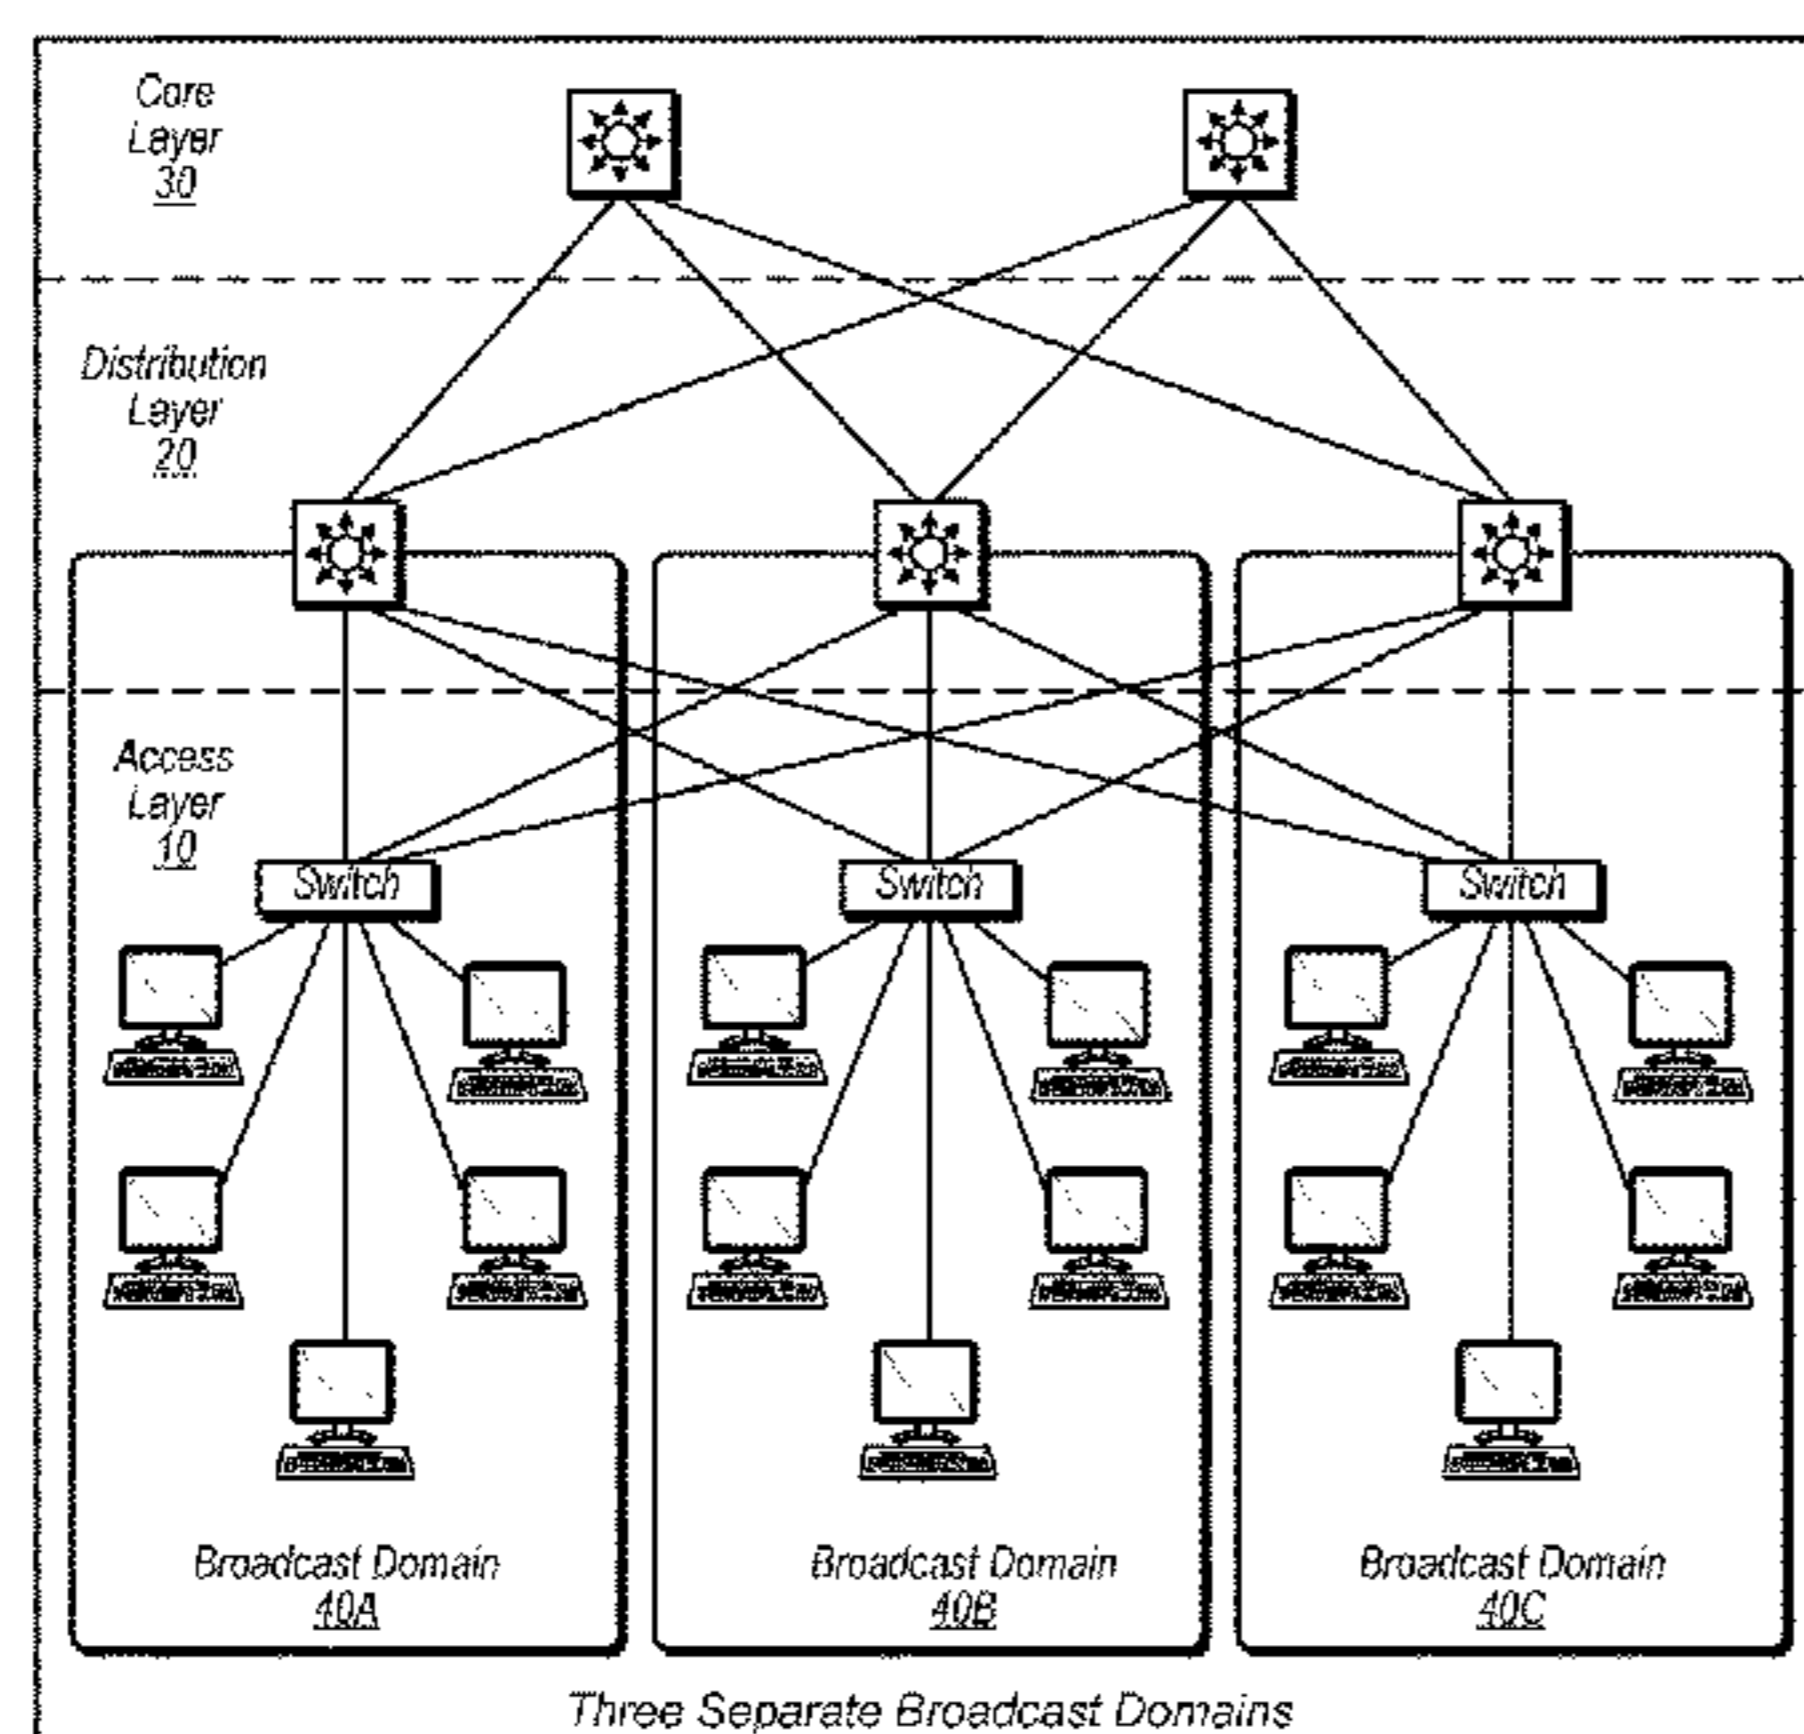 Core
Layer
30
Distribution
Layer
20
Access
Layer
10
Switch
Switch
Switch
Broadcast Domain
40A
Broadcast Domain
40B
Broadcast Domain
40C
Three Separate Broadcast Domains